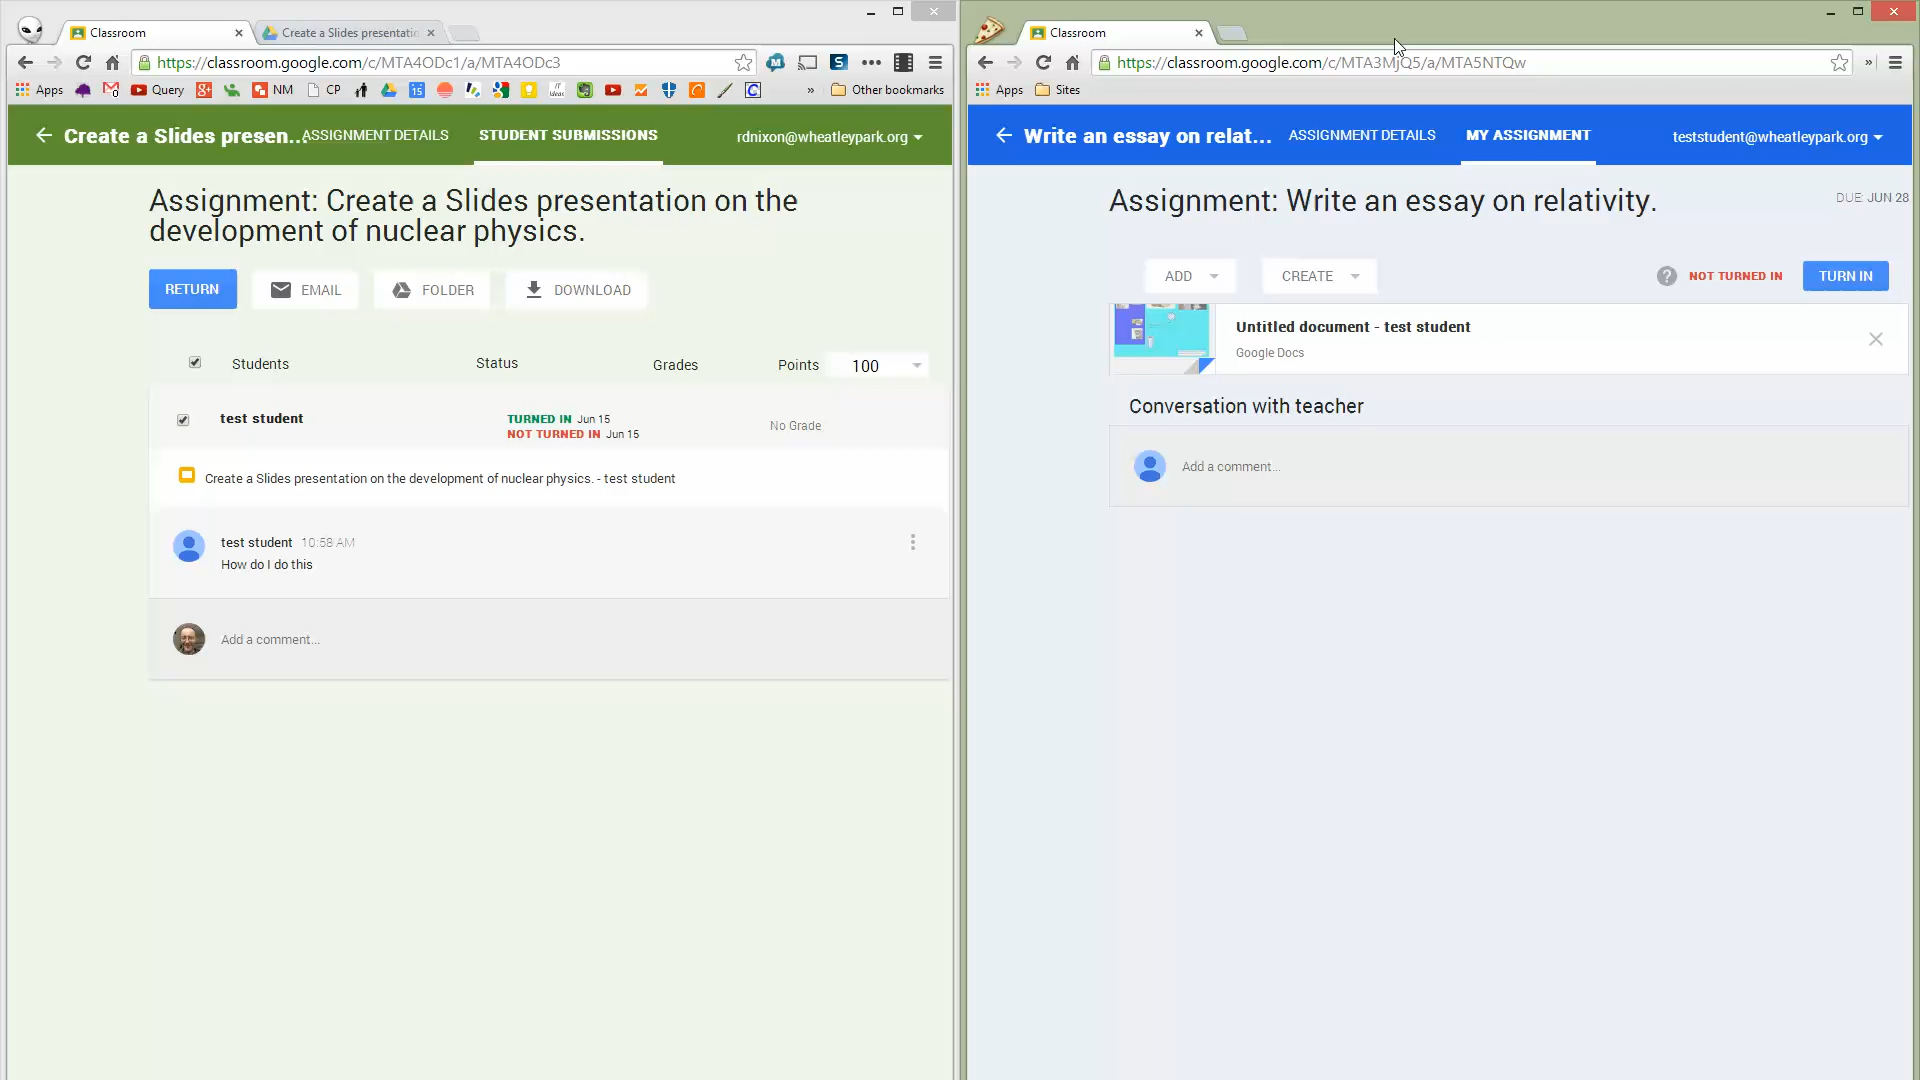 Classroom
Create a Slides presentatio
https://classroom.google.com/c/MTA4ODc1/a/MTA4ODc3
Apps
Query
NM
CP
Other bookmarks
Create a Slides presen...
ASSIGNMENT DETAILS
STUDENT SUBMISSIONS
rdnixon@wheatleypark.org
Assignment: Create a Slides presentation on the
development of nuclear physics.
RETURN
EMAIL
FOLDER
DOWNLOAD
Students
Status
Grades
Points
100
test student
TURNED IN Jun 15
NOT TURNED IN Jun 15
No Grade
Create a Slides presentation on the development of nuclear physics. - test student
test student 10:58 AM
How do I do this
Add a comment...
Classroom
https://classroom.google.com/c/MTA3MjQ5/a/MTA5NTQw
Apps
Sites
Write an essay on relat...
ASSIGNMENT DETAILS
MY ASSIGNMENT
teststudent@wheatleypark.org
Assignment: Write an essay on relativity.
DUE: JUN 28
ADD
CREATE
NOT TURNED IN
TURN IN
Untitled document - test student
Google Docs
Conversation with teacher
Add a comment...